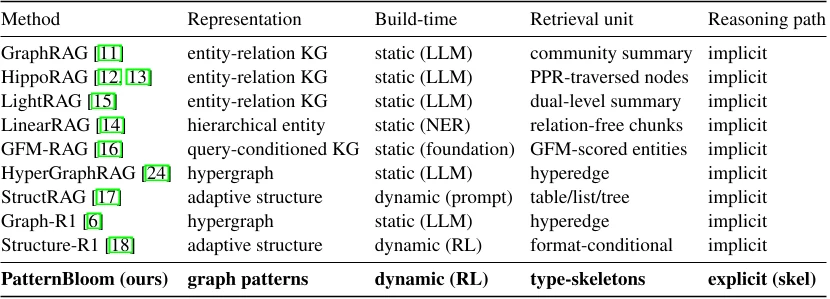 Method Representation Build-time Retrieval unit Reasoning path
GraphRAG [11] entity-relation KG static (LLM) community summary implicit
HippoRAG [12, 13] entity-relation KG static (LLM) PPR-traversed nodes implicit
LightRAG [15] entity-relation KG static (LLM) dual-level summary implicit
LinearRAG [14] hierarchical entity static (NER) relation-free chunks implicit
GFM-RAG [16] query-conditioned KG static (foundation) GFM-scored entities implicit
HyperGraphRAG [24] hypergraph static (LLM) hyperedge implicit
StructRAG [17] adaptive structure dynamic (prompt) table/list/tree implicit
Graph-R1 [6] hypergraph static (LLM) hyperedge implicit
Structure-R1 [18] adaptive structure dynamic (RL) format-conditional implicit
PatternBloom (ours) graph patterns dynamic (RL) type-skeletons explicit (skel)